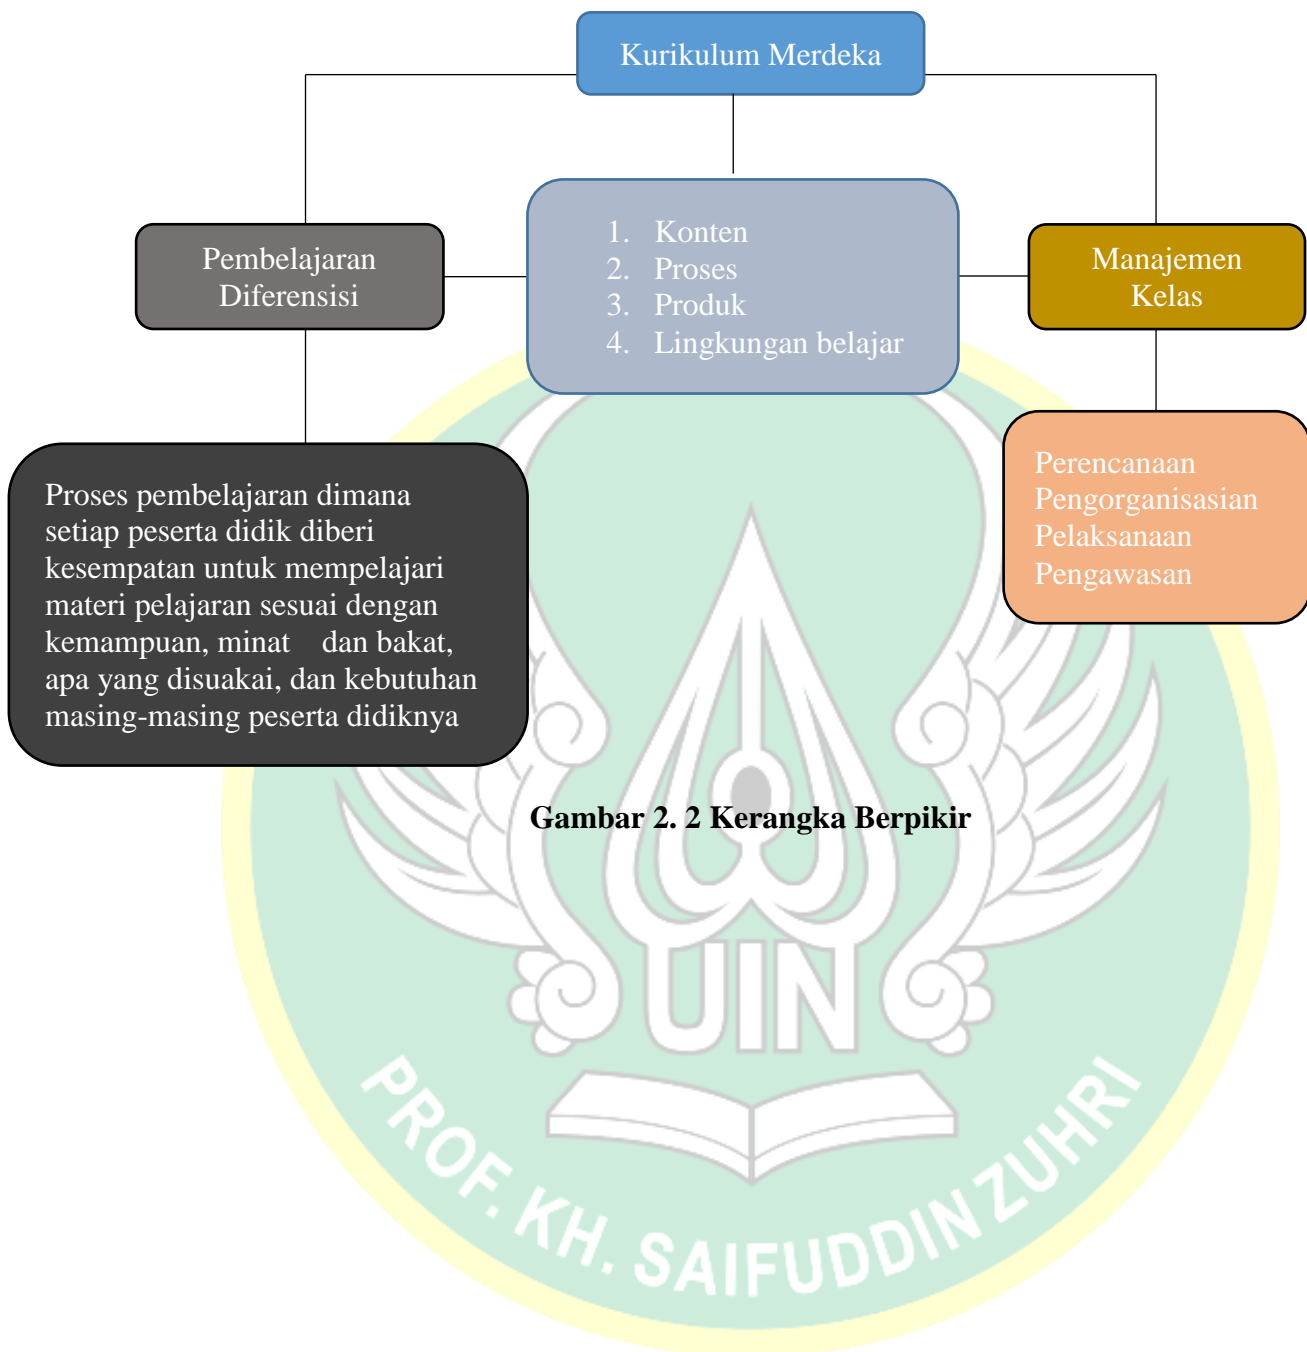 Kurikulum Merdeka
Pembelajaran
Diferensisi
1. Konten
2. Proses
3. Produk
4. Lingkungan belajar
Manajemen
Kelas
Proses pembelajaran dimana
setiap peserta didik diberi
kesempatan untuk mempelajari
materi pelajaran sesuai dengan
kemampuan, minat dan bakat,
apa yang disuakai, dan kebutuhan
masing-masing peserta didiknya
Perencanaan
Pengorganisasian
Pelaksanaan
Pengawasan
Gambar 2. 2 Kerangka Berpikir
UIN
PROF. KH. SAIFUDDIN ZUHRI